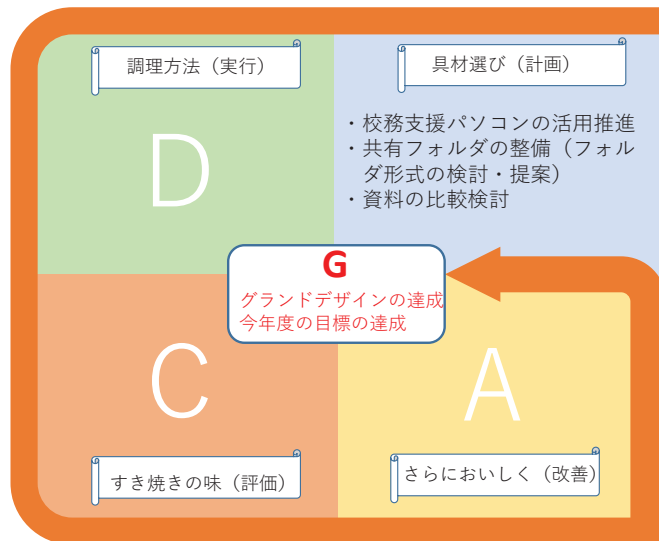 調理方法（実行）
具材選び（計画）
D
・校務支援パソコンの活用推進
・共有フォルダの整備（フォル
ダ形式の検討・提案）
・資料の比較検討
G
グランドデザインの達成
今年度の目標の達成
C
A
すき焼きの味（評価）
さらにおいしく（改善）